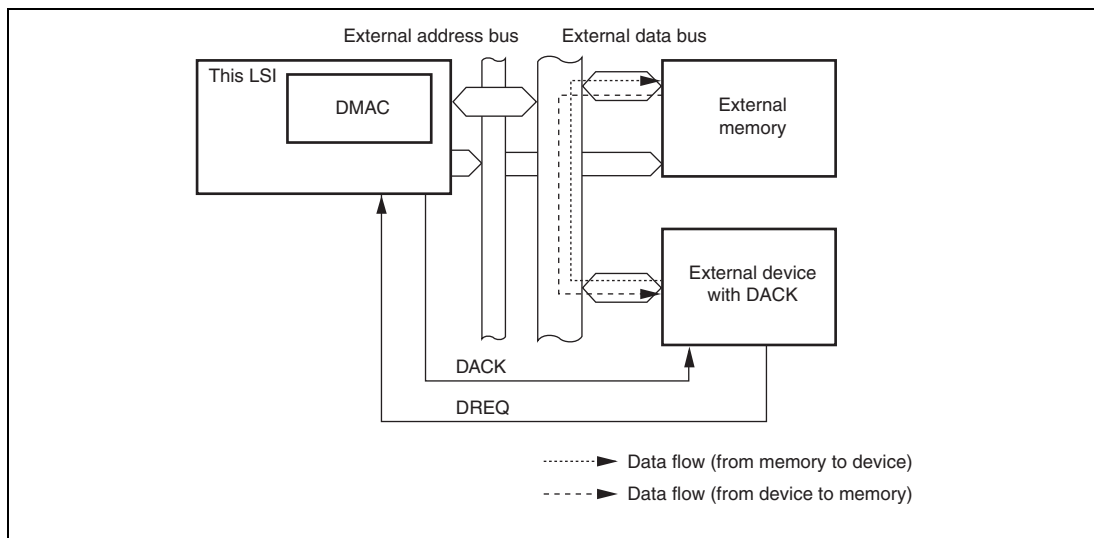 External address bus
External data bus
This LSI
DMAC
External
memory
External device
with DACK
DACK
DREQ
Data flow (from memory to device)
Data flow (from device to memory)